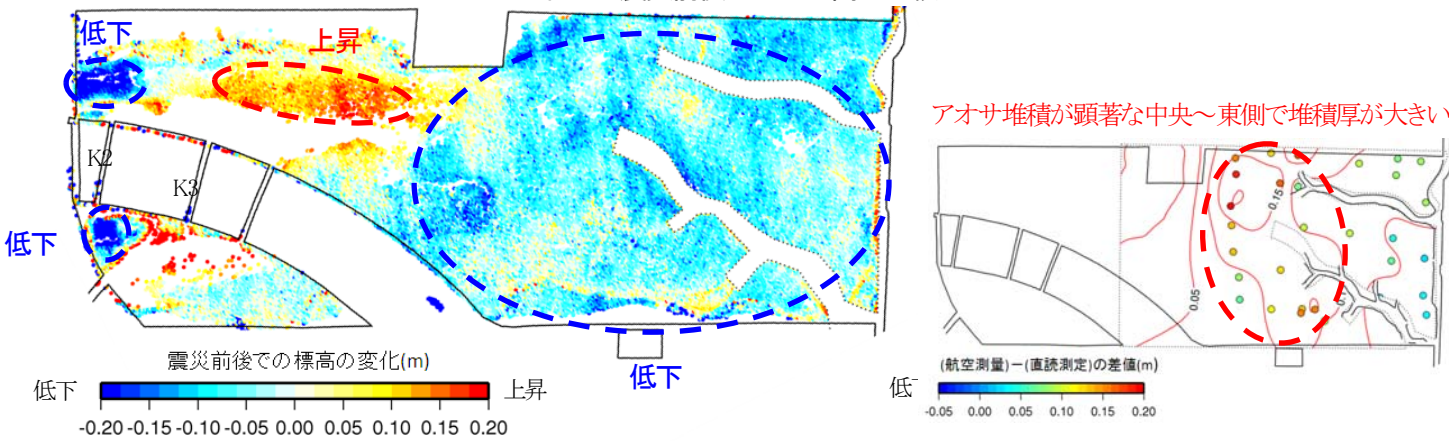 低下
上昇
K2
K3
低下
低下
震災前後での標高の変化(m)
低下
上昇
-0.20 -0.15 -0.10 -0.05 0.00 0.05 0.10 0.15 0.20
アオサ堆積が顕著な中央～東側で堆積厚が大きい
0.15
0.05
(航空測量)－(直読測定)の差値(m)
低
-0.05 0.00 0.05 0.10 0.15 0.20